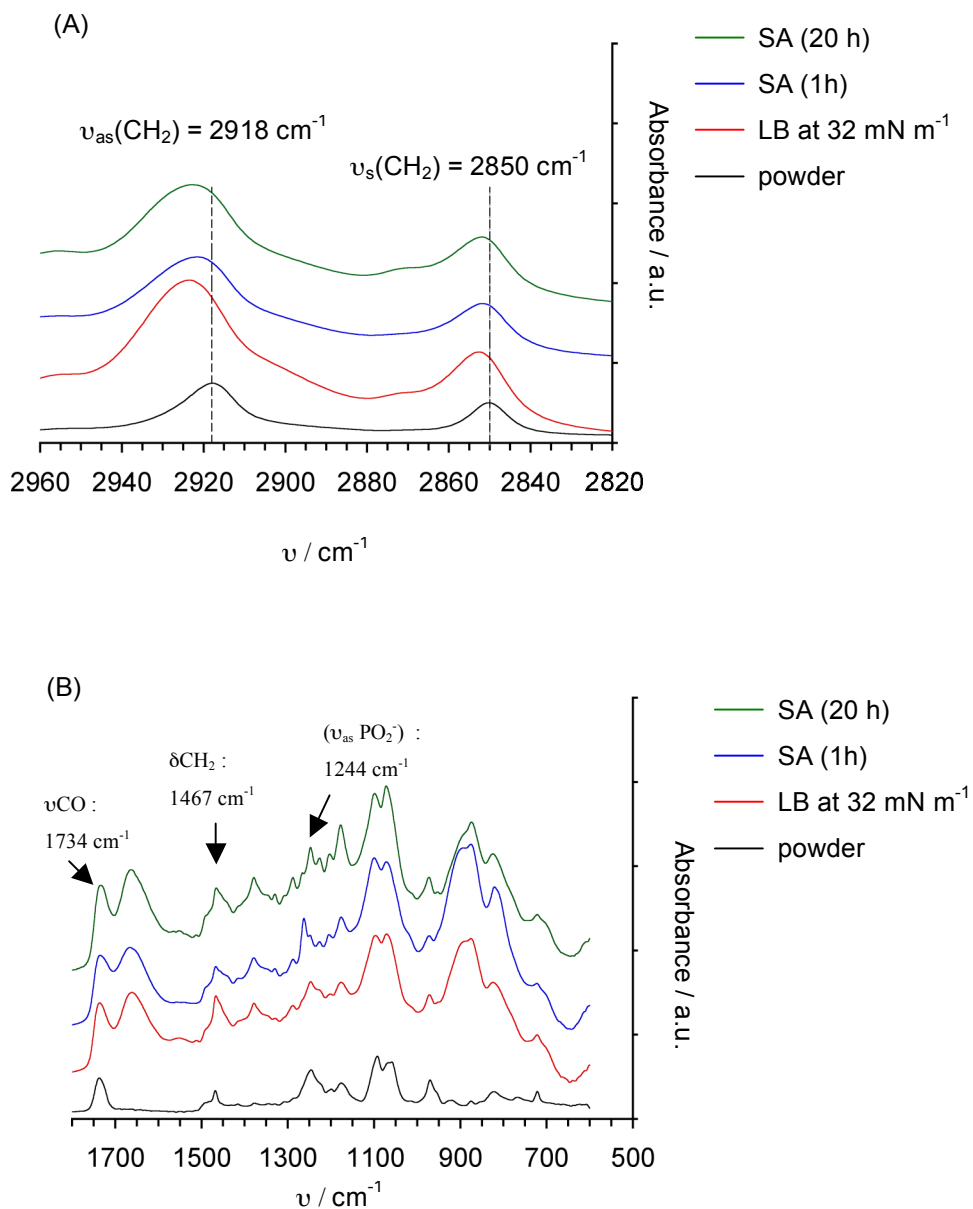 (A)
SA (20 h)
SA (1h)
LB at 32 mN m⁻¹
powder
Absorbance / a.u.
υas(CH₂) = 2918 cm⁻¹
υs(CH₂) = 2850 cm⁻¹
2960 2940 2920 2900 2880 2860 2840 2820
υ / cm⁻¹
(B)
SA (20 h)
SA (1h)
LB at 32 mN m⁻¹
powder
Absorbance / a.u.
(υas PO₂⁻) :
1244 cm⁻¹
δCH₂ :
1467 cm⁻¹
υCO :
1734 cm⁻¹
1700 1500 1300 1100 900 700 500
υ / cm⁻¹